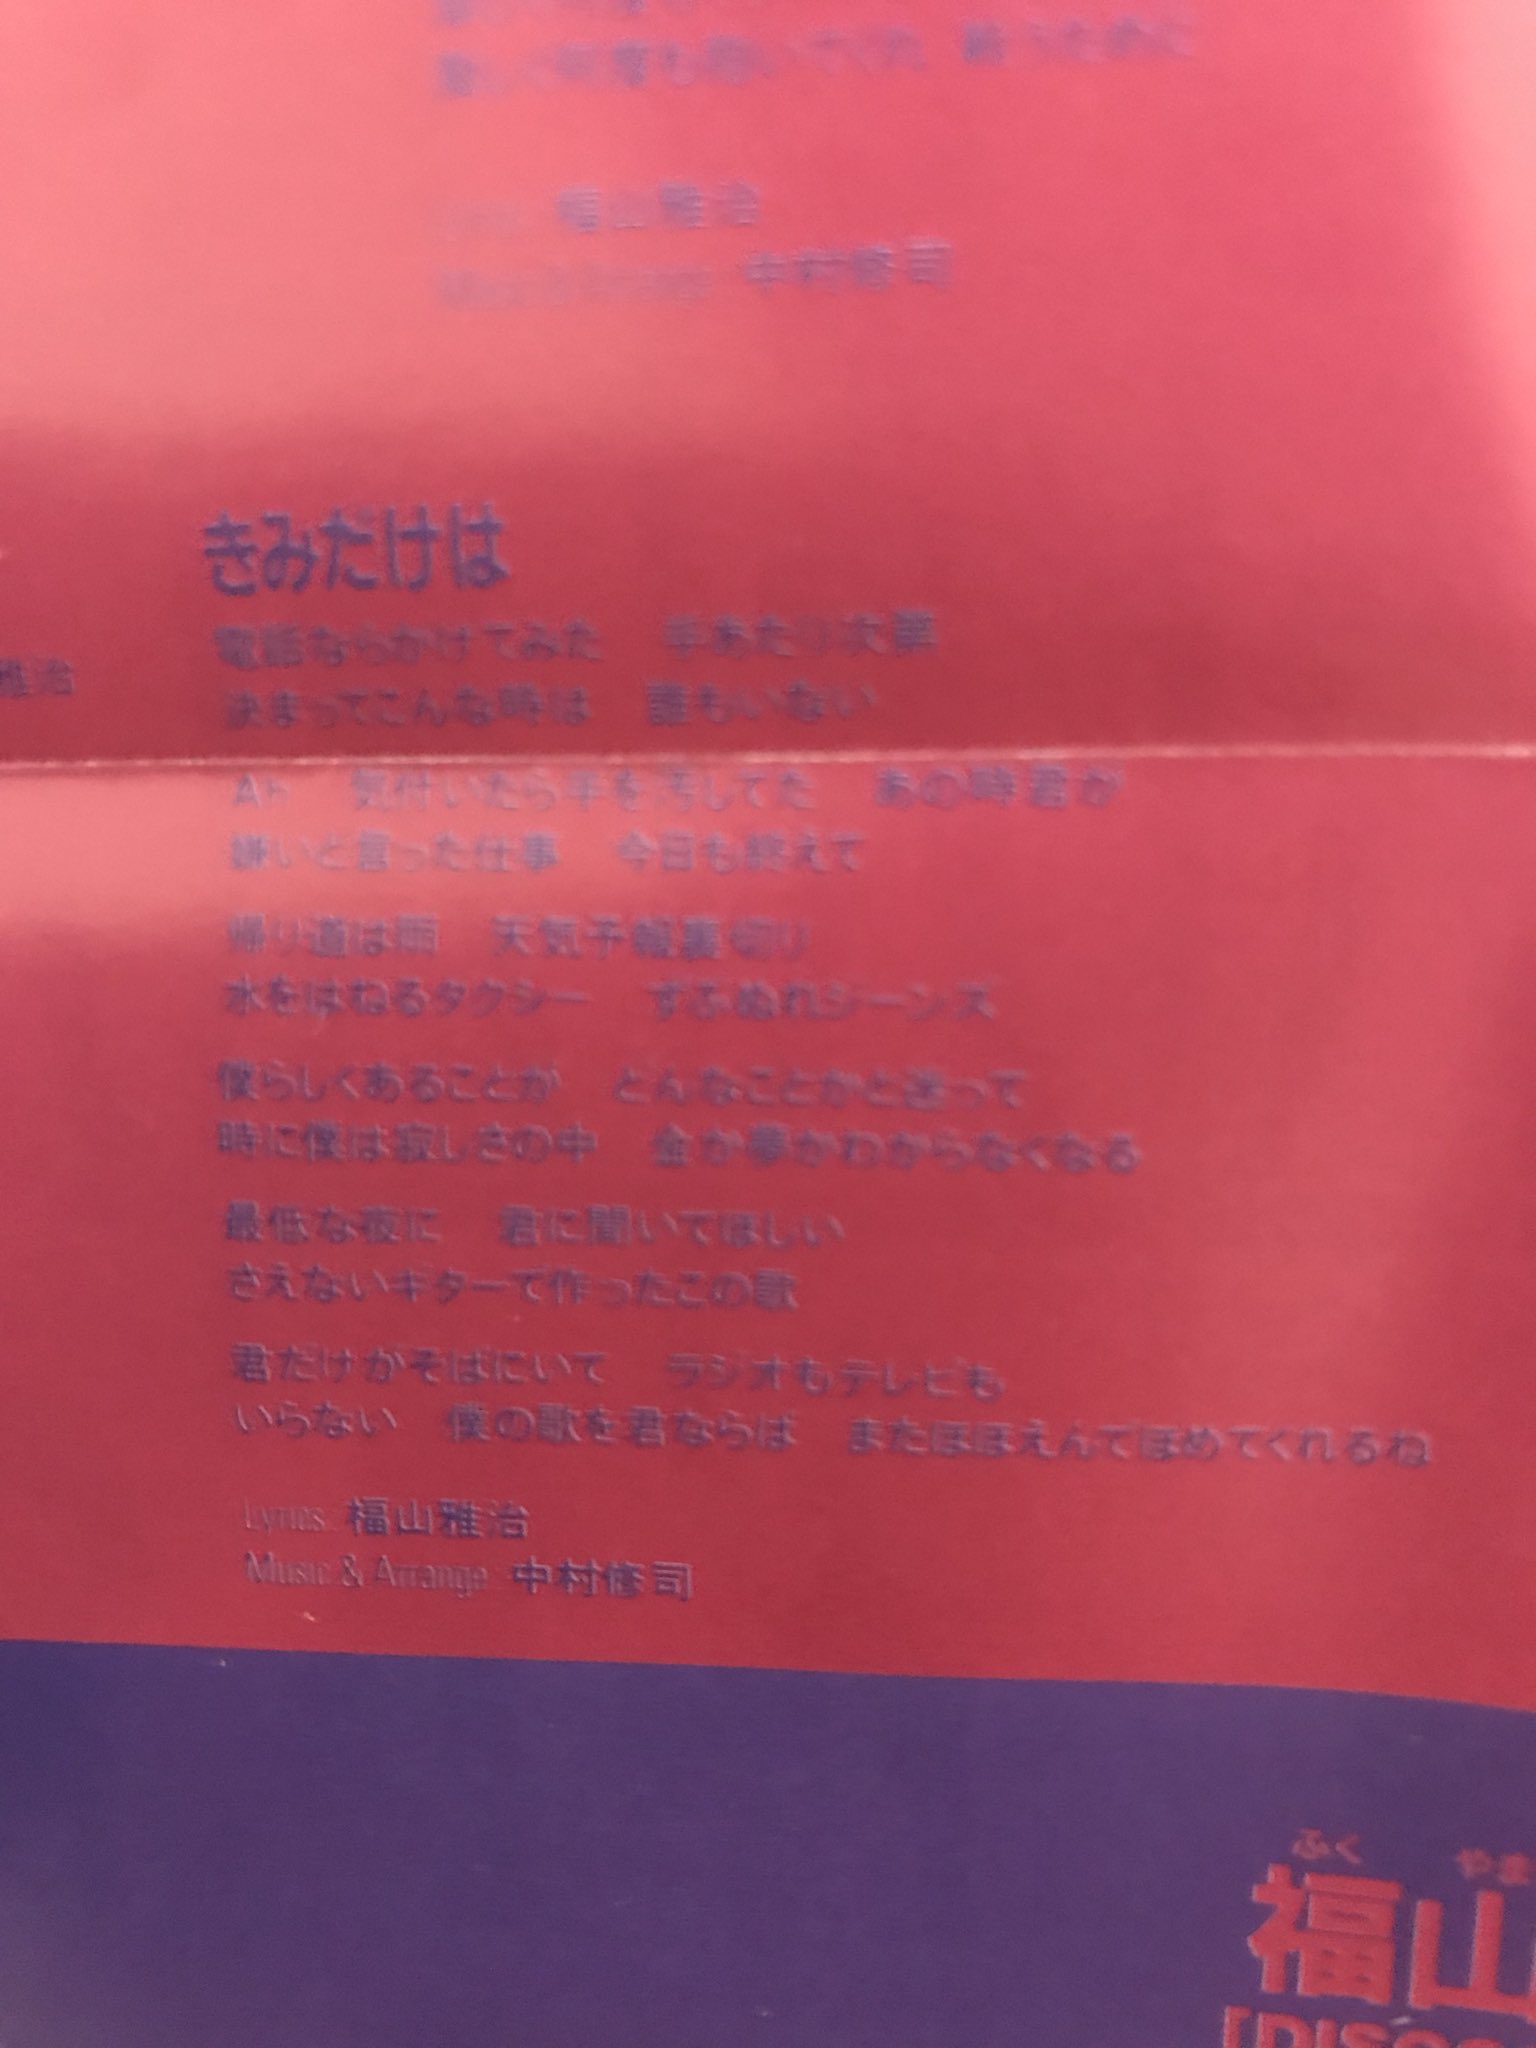 福山雅治
中村修司
雅治
きみだけは
電話ならかけてみた　手あたり次第
決まってこんな時は　誰もいない
Ah　気付いたら手を汚してた　あの時君が
嫌いと言った仕事　今日も終えて
帰り道は雨　天気予報裏切り
水をはねるタクシー　ずぶぬれジーンズ
僕らしくあることが　どんなことかと迷って
時に僕は寂しさの中　金か夢かわからなくなる
最低な夜に　君に聞いてほしい
さえないギターで作ったこの歌
君だけがそばにいて　ラジオもテレビも
いらない　僕の歌を君ならば　またほほえんでほめてくれるね
Lyrics: 福山雅治
Music & Arrange: 中村修司
ふく やま
福山
[DISCO